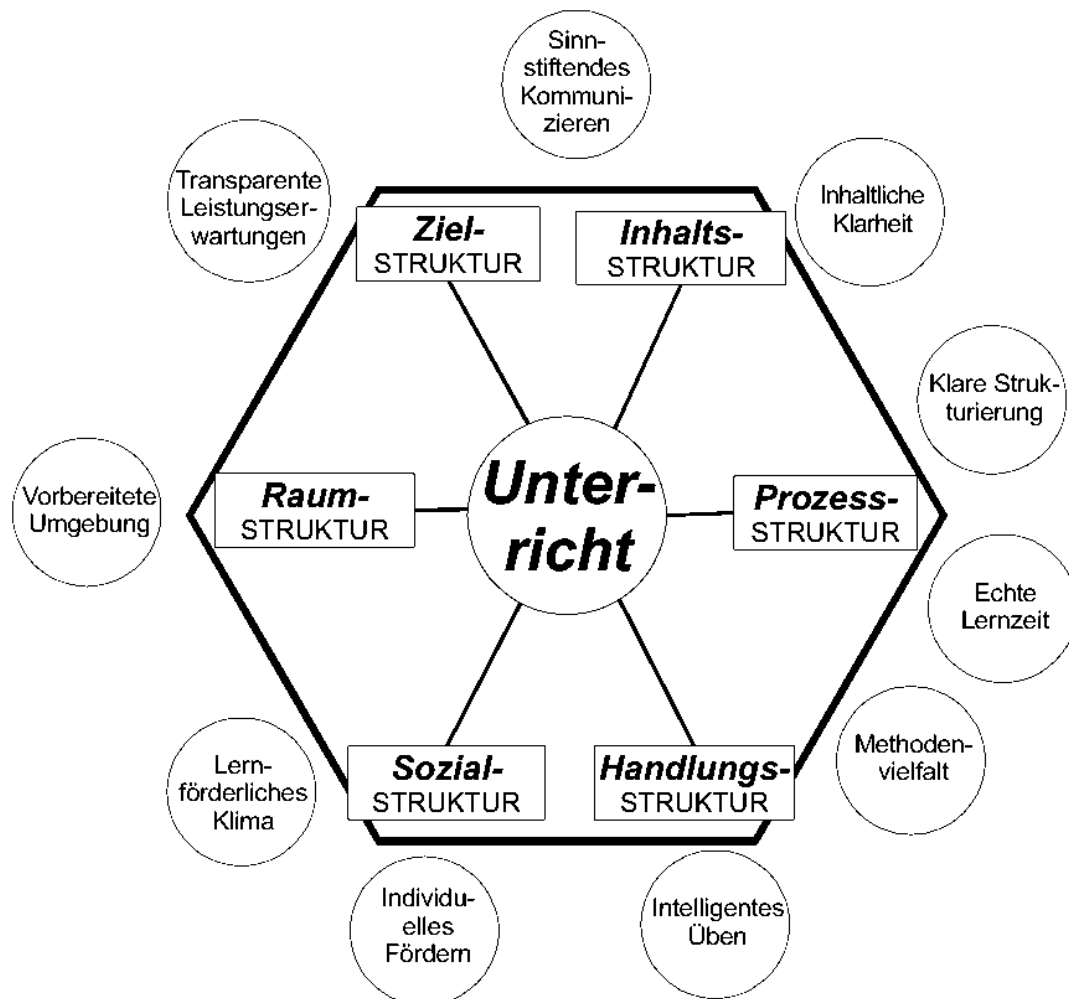 Sinn-
stiftendes
Kommuni-
zieren
Transparente
Leistungser-
wartungen
Inhaltliche
Klarheit
Ziel-
STRUKTUR
Inhalts-
STRUKTUR
Klare Struk-
turierung
Vorbereitete
Umgebung
Raum-
STRUKTUR
Unter-
richt
Prozess-
STRUKTUR
Echte
Lernzeit
Methoden-
vielfalt
Lern-
förderliches
Klima
Sozial-
STRUKTUR
Handlungs-
STRUKTUR
Individu-
elles
Fördern
Intelligentes
Üben